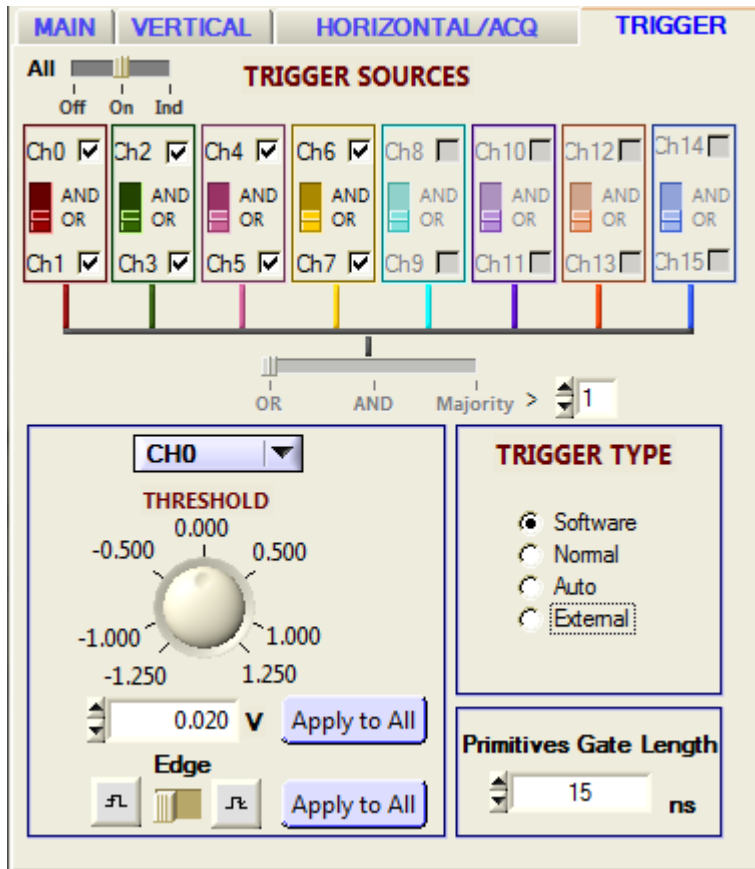 MAIN VERTICAL HORIZONTAL/ACQ TRIGGER
All
Off On Ind
TRIGGER SOURCES
Ch0 Ch2 Ch4 Ch6 Ch8 Ch10 Ch12 Ch14
AND AND AND AND AND AND AND AND
OR OR OR OR OR OR OR OR
Ch1 Ch3 Ch5 Ch7 Ch9 Ch11 Ch13 Ch15
OR AND Majority > 1
CH0
THRESHOLD
0.000
-0.500 0.500
-1.000 1.000
-1.250 1.250
0.020 V Apply to All
Edge
Apply to All
TRIGGER TYPE
Software
Normal
Auto
External
Primitives Gate Length
15 ns